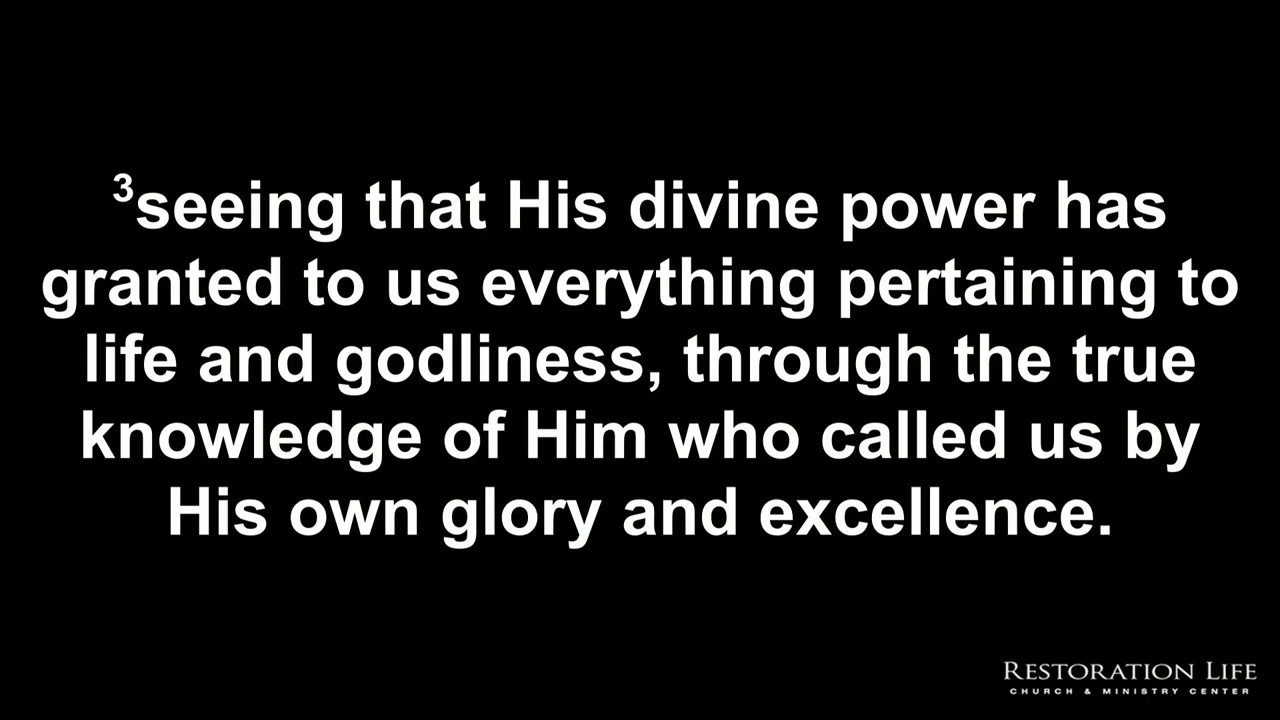 ³seeing that His divine power has
granted to us everything pertaining to
life and godliness, through the true
knowledge of Him who called us by
His own glory and excellence.
RESTORATION LIFE
CHURCH & MINISTRY CENTER